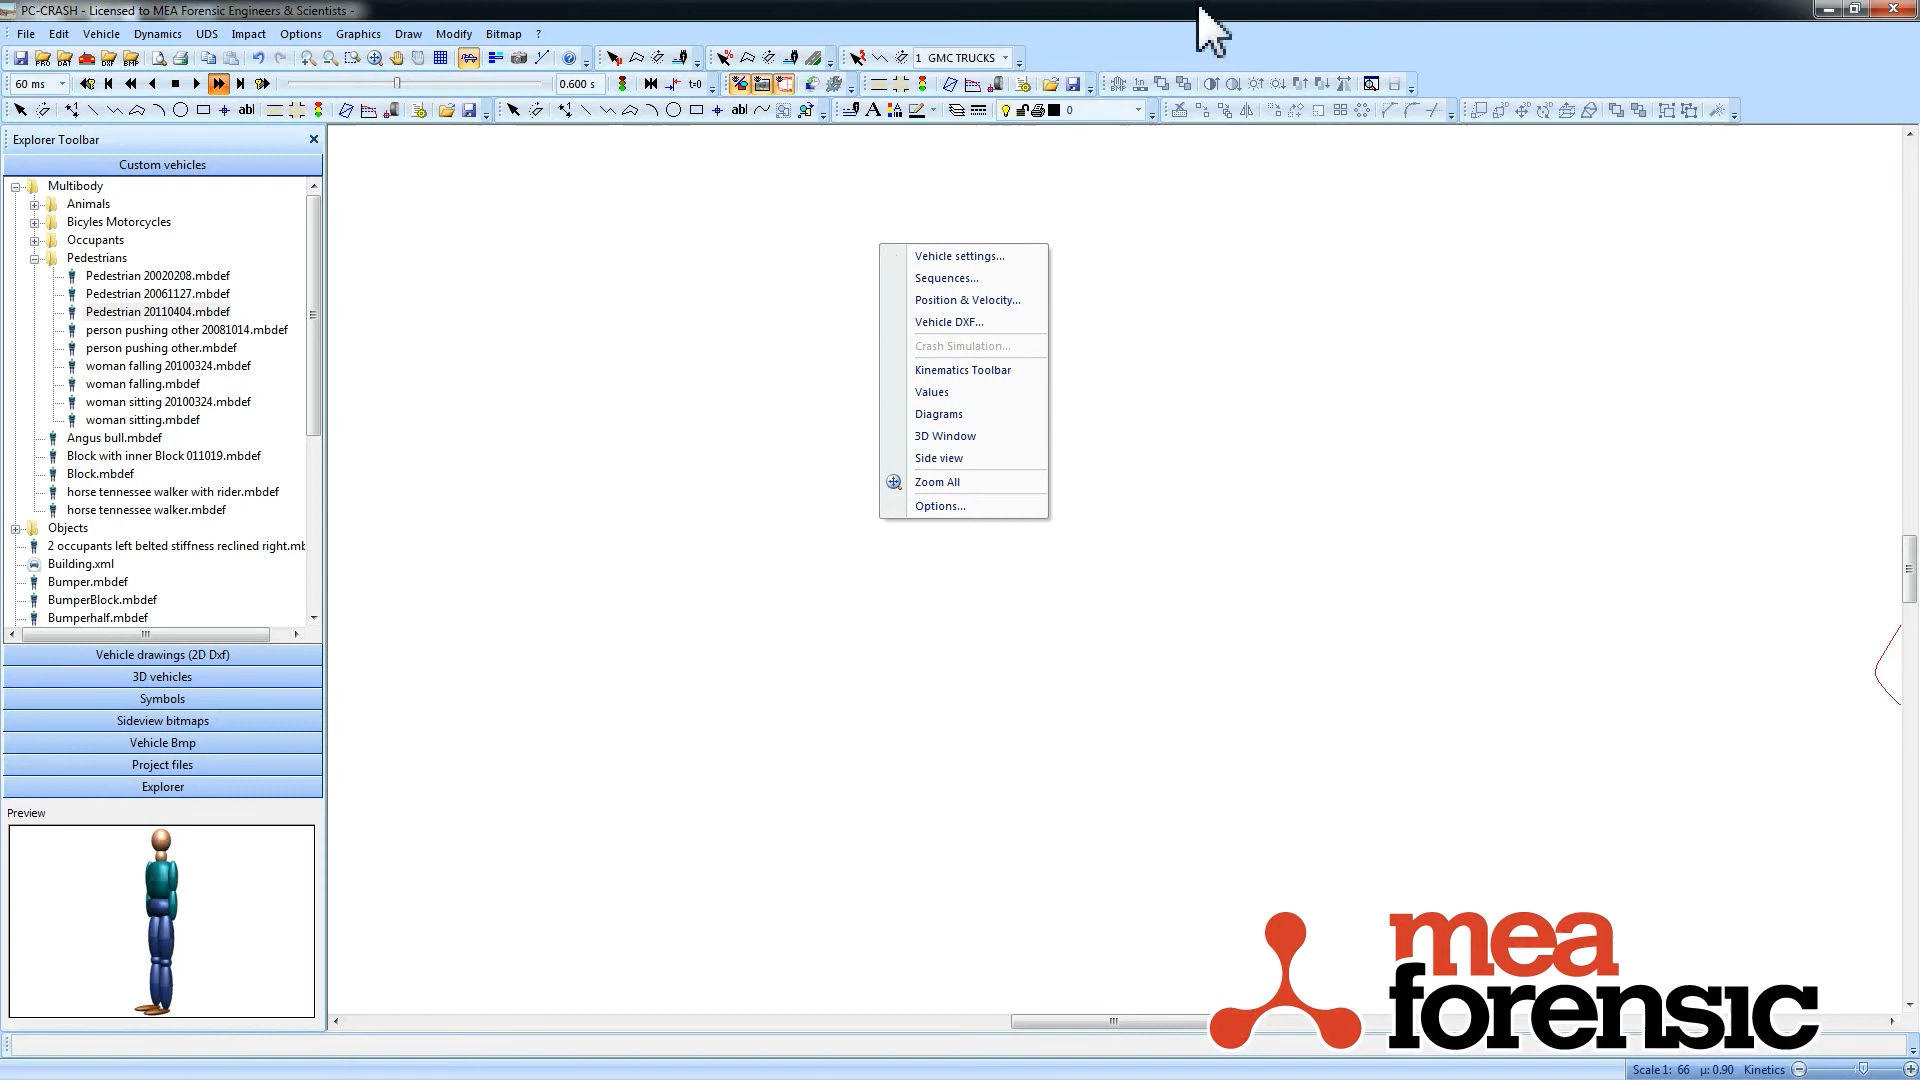 PC-CRASH - Licensed to MEA Forensic Engineers & Scientists -
File Edit Vehicle Dynamics UDS Impact Options Graphics Draw Modify Bitmap ?
1 GMC TRUCKS
60 ms
0.600 s
t=0
abl
abl
A
0
Explorer Toolbar
Custom vehicles
Multibody
Animals
Bicyles Motorcycles
Occupants
Pedestrians
Pedestrian 20020208.mbdef
Pedestrian 20061127.mbdef
Pedestrian 20110404.mbdef
person pushing other 20081014.mbdef
person pushing other.mbdef
woman falling 20100324.mbdef
woman falling.mbdef
woman sitting 20100324.mbdef
woman sitting.mbdef
Angus bull.mbdef
Block with inner Block 011019.mbdef
Block.mbdef
horse tennessee walker with rider.mbdef
horse tennessee walker.mbdef
Objects
2 occupants left belted stiffness reclined right.mb
Building.xml
Bumper.mbdef
BumperBlock.mbdef
Bumperhalf.mbdef
Vehicle drawings (2D Dxf)
3D vehicles
Symbols
Sideview bitmaps
Vehicle Bmp
Project files
Explorer
Preview
Vehicle settings...
Sequences...
Position & Velocity...
Vehicle DXF...
Crash Simulation...
Kinematics Toolbar
Values
Diagrams
3D Window
Side view
Zoom All
Options...
mea
forensic
Scale 1: 66 µ: 0.90 Kinetics